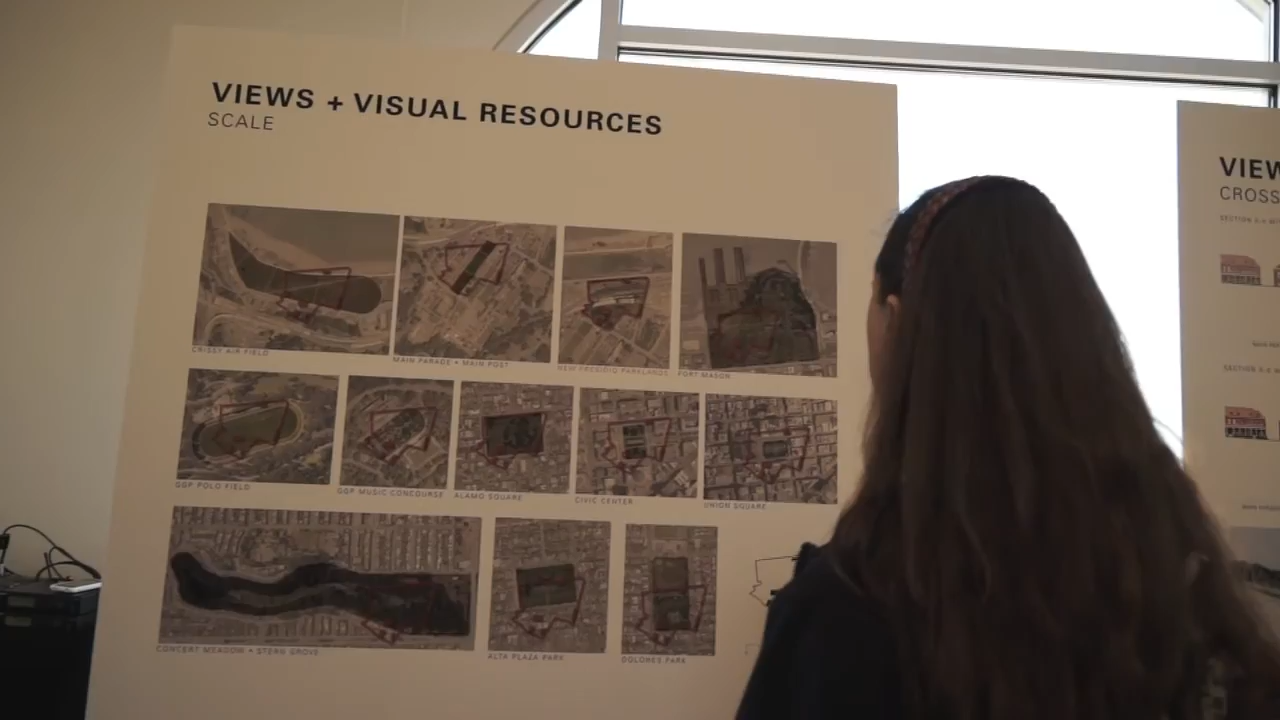 VIEWS + VISUAL RESOURCES
SCALE
CRISSY AIR FIELD
MAIN PARADE + MAIN POST
NEW PRESIDIO PARKLANDS
FORT MASON
GGP POLO FIELD
GGP MUSIC CONCOURSE
ALAMO SQUARE
CIVIC CENTER
UNION SQUARE
CONCERT MEADOW + STERN GROVE
ALTA PLAZA PARK
DOLORES PARK
VIEW
CROSS